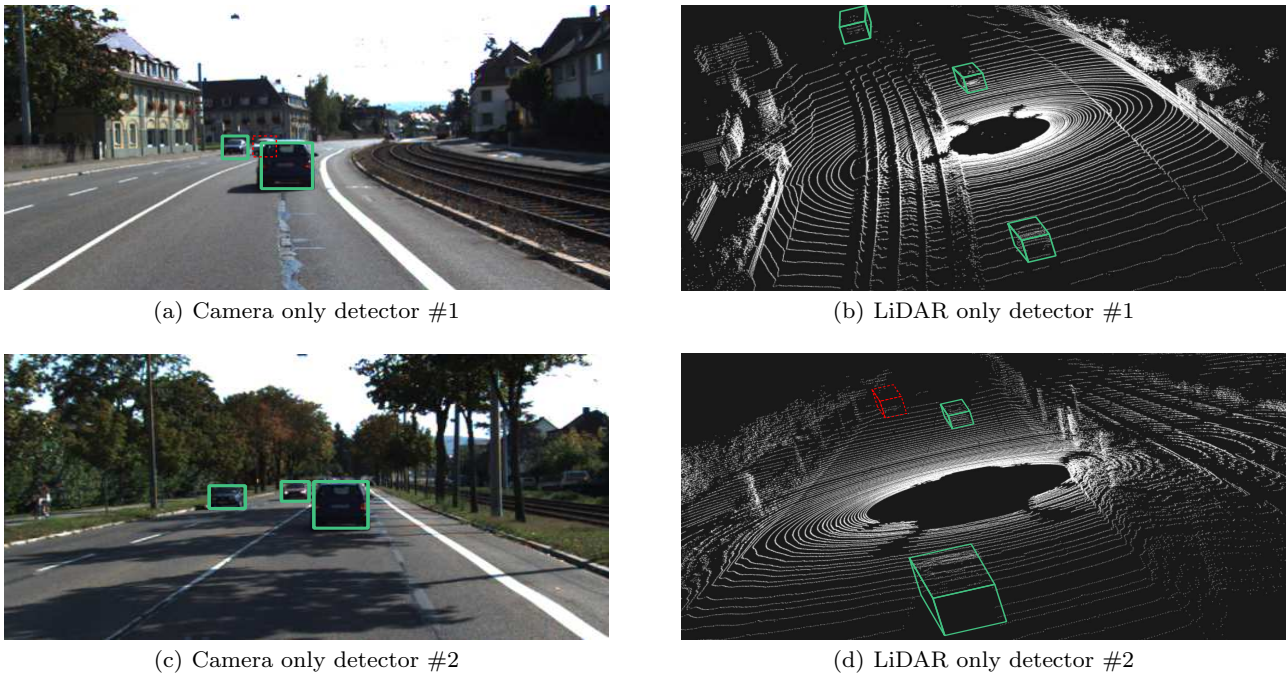 (a) Camera only detector #1
(b) LiDAR only detector #1
(c) Camera only detector #2
(d) LiDAR only detector #2